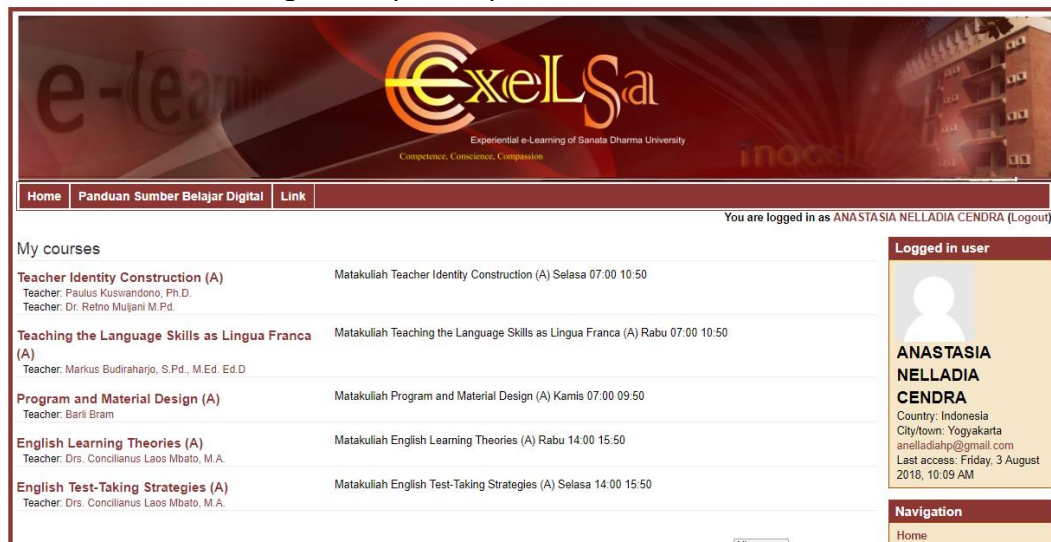 e-learning
ExeLSa
Experiential e-Learning of Sanata Dharma University
Competence, Conscience, Compassion
Home Panduan Sumber Belajar Digital Link
You are logged in as ANASTASIA NELLADIA CENDRA (Logout)
My courses
Teacher Identity Construction (A)
Teacher: Paulus Kuswandono, Ph.D.
Teacher: Dr. Retno Muljani M.Pd.
Matakuliah Teacher Identity Construction (A) Selasa 07:00 10:50
Teaching the Language Skills as Lingua Franca
(A)
Teacher: Markus Budiraharjo, S.Pd., M.Ed. Ed.D
Matakuliah Teaching the Language Skills as Lingua Franca (A) Rabu 07:00 10:50
Program and Material Design (A)
Teacher: Barli Bram
Matakuliah Program and Material Design (A) Kamis 07:00 09:50
English Learning Theories (A)
Teacher: Drs. Concilianus Laos Mbato, M.A.
Matakuliah English Learning Theories (A) Rabu 14:00 15:50
English Test-Taking Strategies (A)
Teacher: Drs. Concilianus Laos Mbato, M.A.
Matakuliah English Test-Taking Strategies (A) Selasa 14:00 15:50
Logged in user
ANASTASIA
NELLADIA
CENDRA
Country: Indonesia
City/town: Yogyakarta
anelladiahp@gmail.com
Last access: Friday, 3 August
2018, 10:09 AM
Navigation
Home